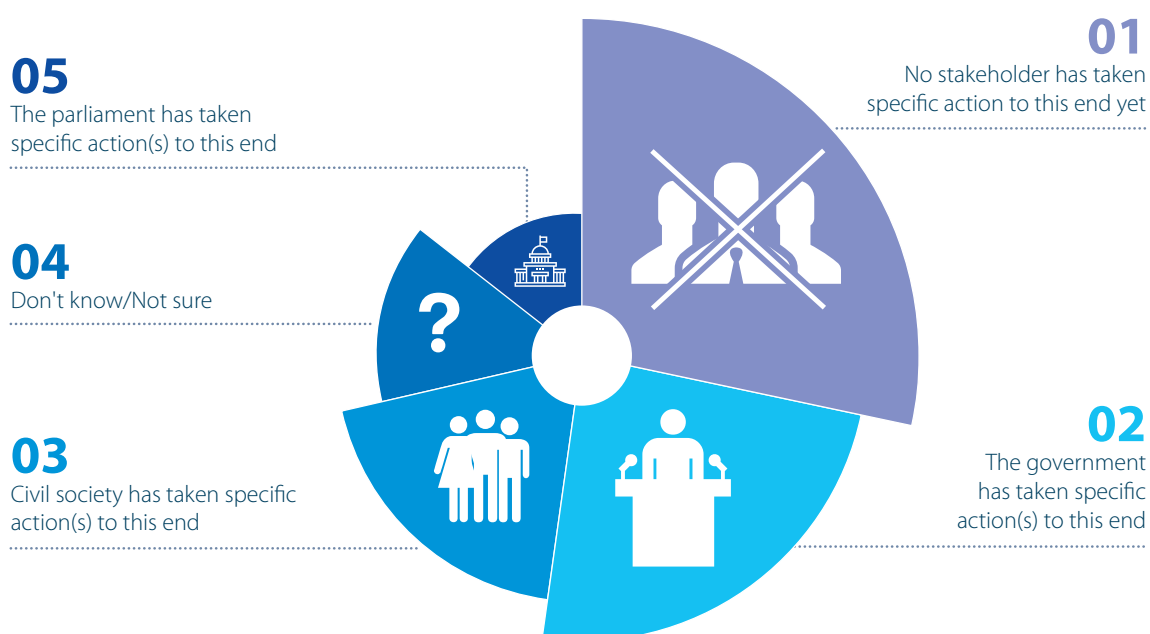 01
No stakeholder has taken
specific action to this end yet
02
The government
has taken specific
action(s) to this end
03
Civil society has taken specific
action(s) to this end
04
Don't know/Not sure
05
The parliament has taken
specific action(s) to this end
?